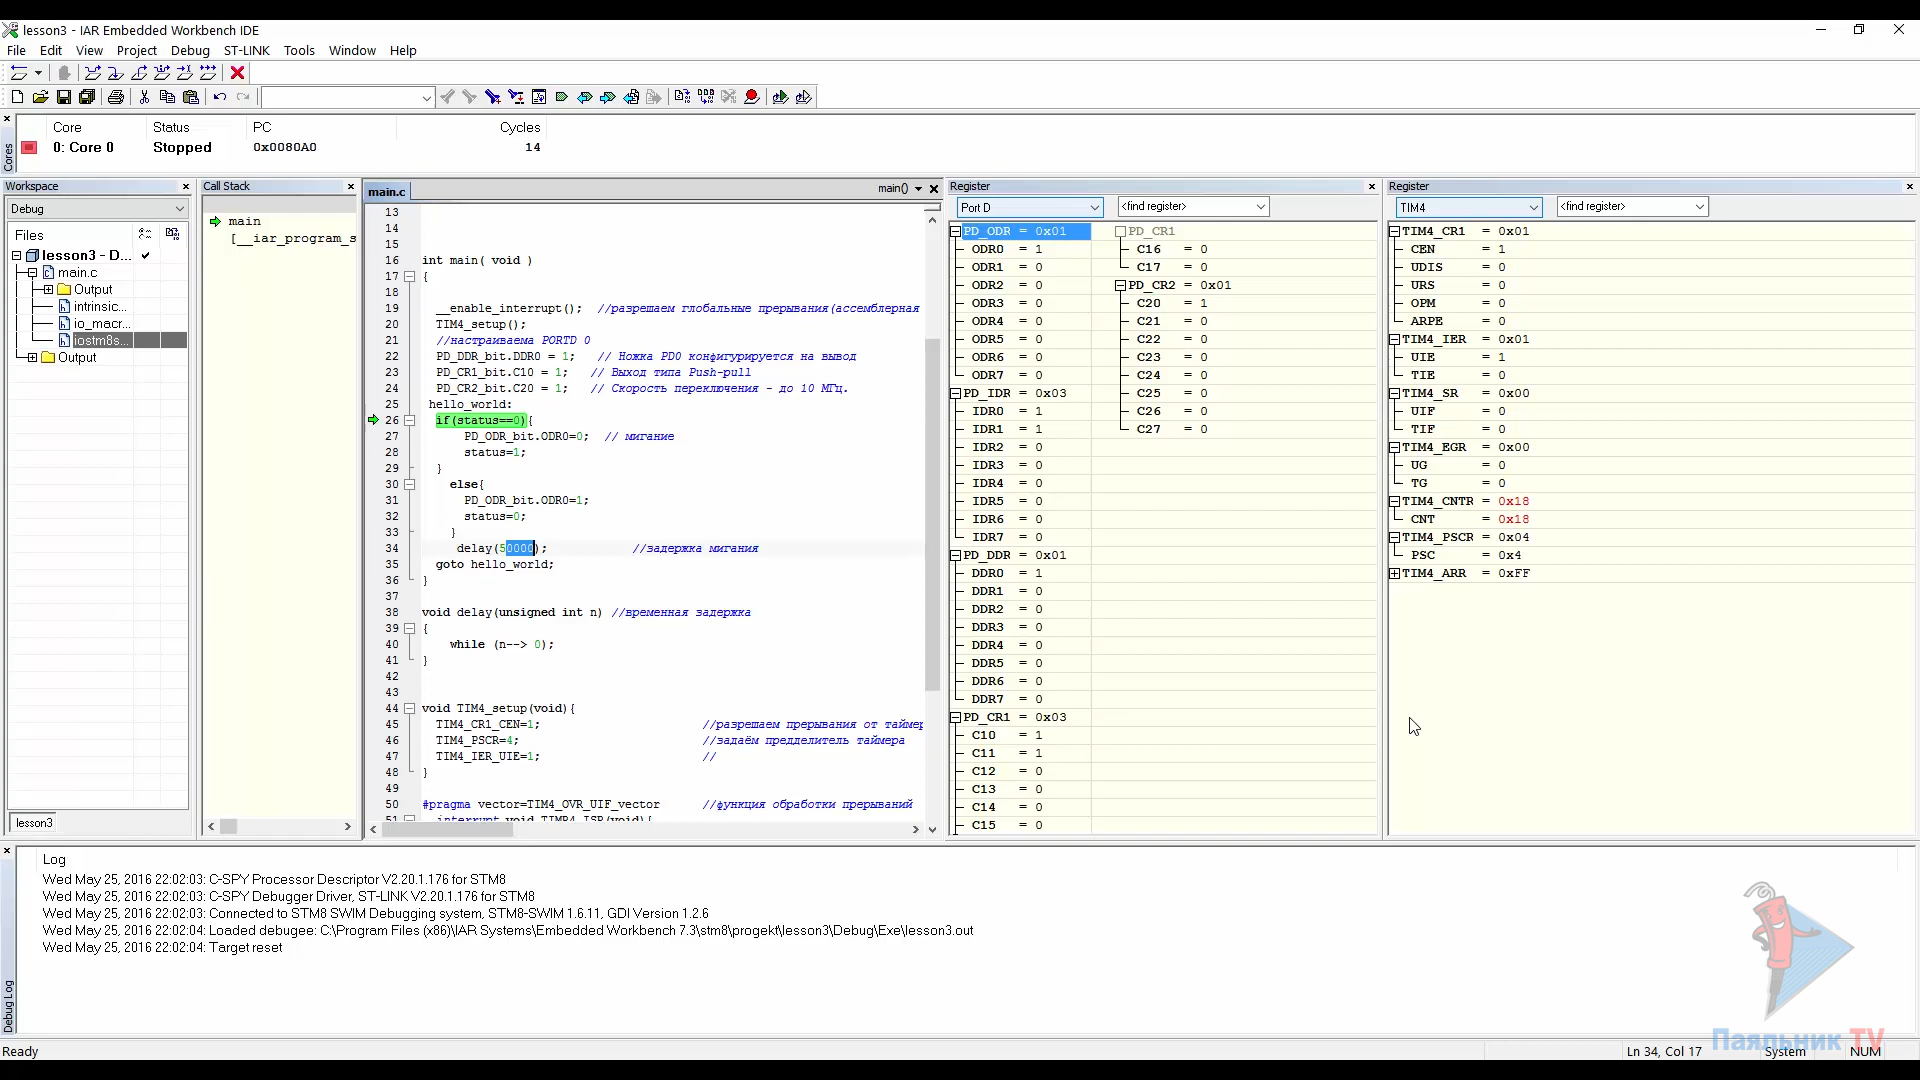 lesson3 - IAR Embedded Workbench IDE
File Edit View Project Debug ST-LINK Tools Window Help
Cores
Core Status PC Cycles
0: Core 0 Stopped 0x0080A0 14
Workspace
Debug
Files
lesson3 - D...
main.c
Output
intrinsic...
io_macr...
iostm8s...
Output
lesson3
Call Stack
main
[__iar_program_s
main.c
main()
13
14
15
16 int main( void )
17 {
18
19 __enable_interrupt(); //разрешаем глобальные прерывания(ассемблерная
20 TIM4_setup();
21 //настраиваема PORTD 0
22 PD_DDR_bit.DDR0 = 1; // Ножка PD0 конфигурируется на вывод
23 PD_CR1_bit.C10 = 1; // Выход типа Push-pull
24 PD_CR2_bit.C20 = 1; // Скорость переключения - до 10 МГц.
25 hello_world:
26 if(status==0){
27 PD_ODR_bit.ODR0=0; // мигание
28 status=1;
29 }
30 else{
31 PD_ODR_bit.ODR0=1;
32 status=0;
33 }
34 delay(50000); //задержка мигания
35 goto hello_world;
36 }
37
38 void delay(unsigned int n) //временная задержка
39 {
40 while (n--> 0);
41 }
42
43
44 void TIM4_setup(void){
45 TIM4_CR1_CEN=1; //разрешаем прерывания от таймер
46 TIM4_PSCR=4; //задаём предделитель таймера
47 TIM4_IER_UIE=1; //
48 }
49
50 #pragma vector=TIM4_OVR_UIF_vector //функция обработки прерываний
51 interrupt void TIMR4_ISR(void){
Register
Port D <find register>
PD_ODR = 0x01
ODR0 = 1
ODR1 = 0
ODR2 = 0
ODR3 = 0
ODR4 = 0
ODR5 = 0
ODR6 = 0
ODR7 = 0
PD_IDR = 0x03
IDR0 = 1
IDR1 = 1
IDR2 = 0
IDR3 = 0
IDR4 = 0
IDR5 = 0
IDR6 = 0
IDR7 = 0
PD_DDR = 0x01
DDR0 = 1
DDR1 = 0
DDR2 = 0
DDR3 = 0
DDR4 = 0
DDR5 = 0
DDR6 = 0
DDR7 = 0
PD_CR1 = 0x03
C10 = 1
C11 = 1
C12 = 0
C13 = 0
C14 = 0
C15 = 0
PD_CR1
C16 = 0
C17 = 0
PD_CR2 = 0x01
C20 = 1
C21 = 0
C22 = 0
C23 = 0
C24 = 0
C25 = 0
C26 = 0
C27 = 0
Register
TIM4 <find register>
TIM4_CR1 = 0x01
CEN = 1
UDIS = 0
URS = 0
OPM = 0
ARPE = 0
TIM4_IER = 0x01
UIE = 1
TIE = 0
TIM4_SR = 0x00
UIF = 0
TIF = 0
TIM4_EGR = 0x00
UG = 0
TG = 0
TIM4_CNTR = 0x18
CNT = 0x18
TIM4_PSCR = 0x04
PSC = 0x4
TIM4_ARR = 0xFF
Debug Log
Log
Wed May 25, 2016 22:02:03: C-SPY Processor Descriptor V2.20.1.176 for STM8
Wed May 25, 2016 22:02:03: C-SPY Debugger Driver, ST-LINK V2.20.1.176 for STM8
Wed May 25, 2016 22:02:03: Connected to STM8 SWIM Debugging system, STM8-SWIM 1.6.11, GDI Version 1.2.6
Wed May 25, 2016 22:02:04: Loaded debugee: C:\Program Files (x86)\IAR Systems\Embedded Workbench 7.3\stm8\progekt\lesson3\Debug\Exe\lesson3.out
Wed May 25, 2016 22:02:04: Target reset
Паяльник TV
Ready Ln 34, Col 17 System NUM